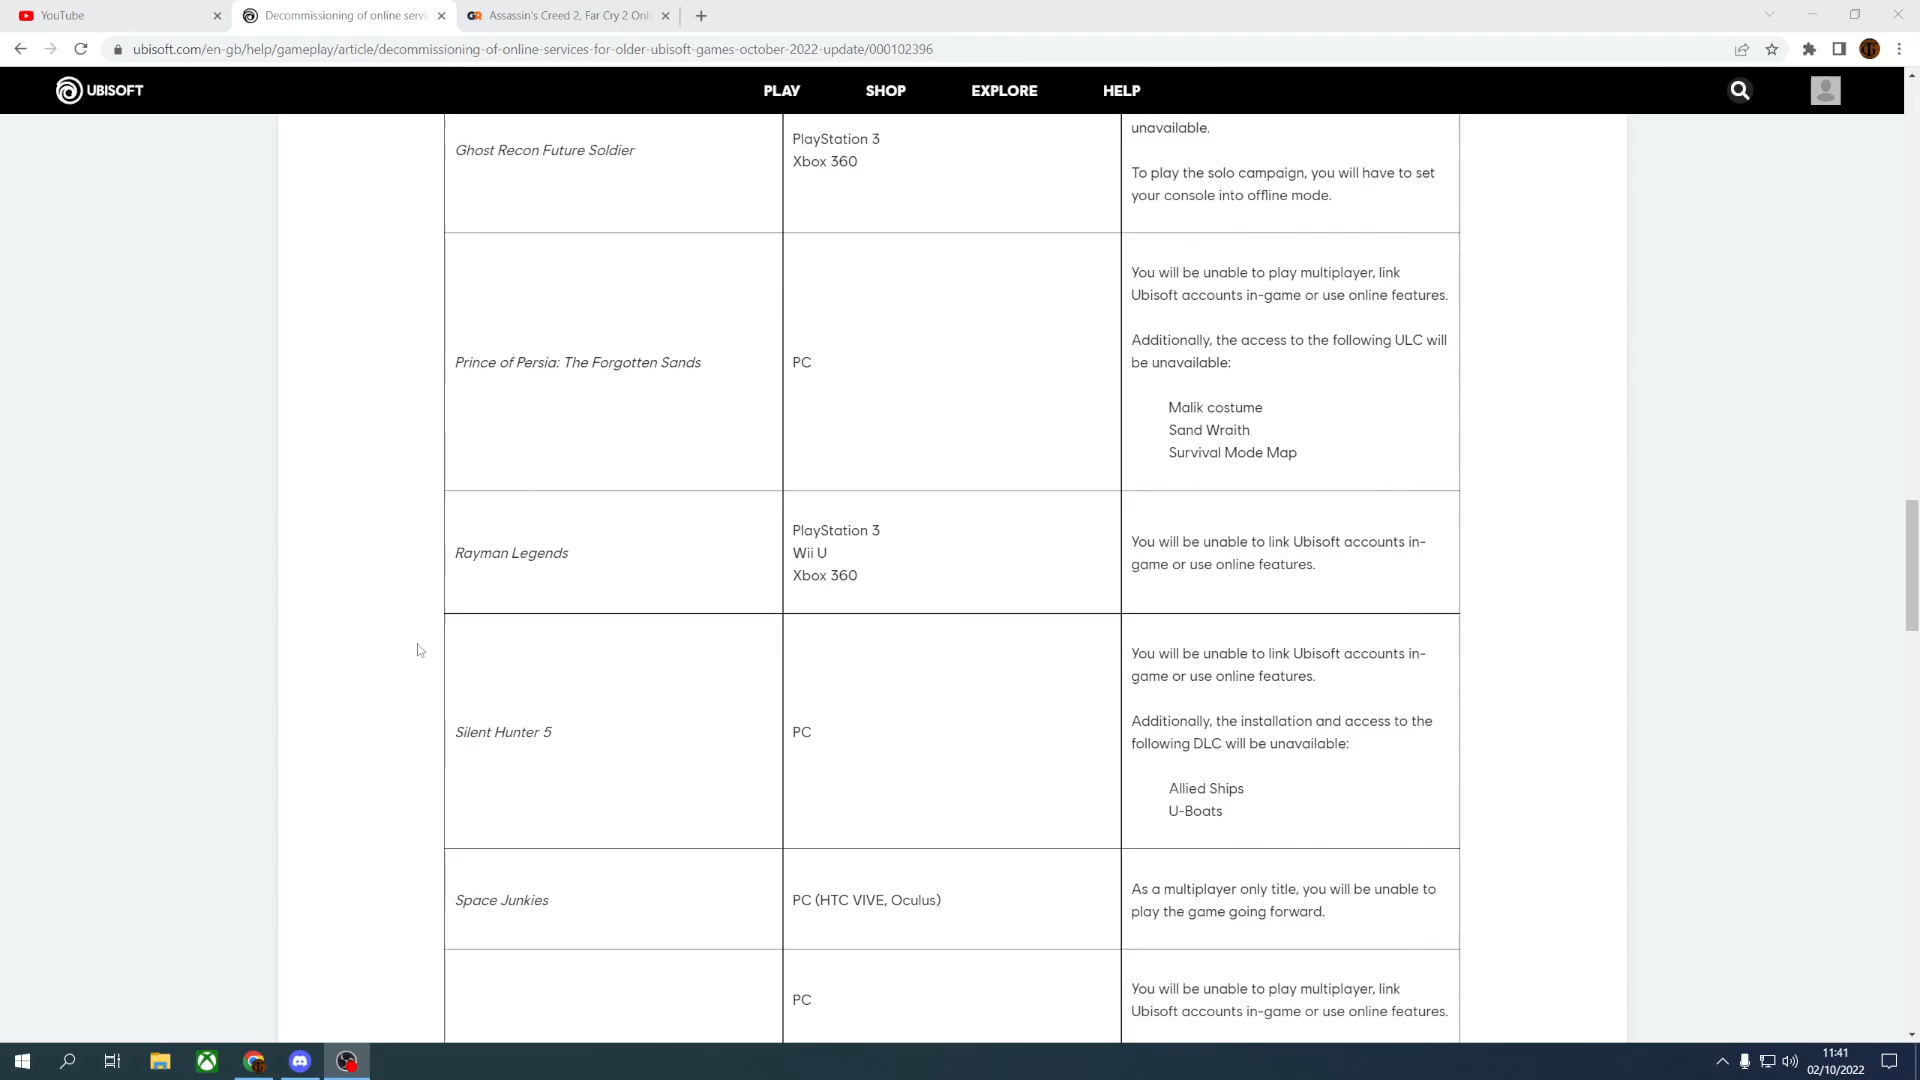 YouTube
Decommissioning of online servi
Assassin's Creed 2, Far Cry 2 Onli
ubisoft.com/en-gb/help/gameplay/article/decommissioning-of-online-services-for-older-ubisoft-games-october-2022-update/000102396
UBISOFT
PLAY
SHOP
EXPLORE
HELP
Ghost Recon Future Soldier
PlayStation 3
Xbox 360
unavailable.
To play the solo campaign, you will have to set
your console into offline mode.
Prince of Persia: The Forgotten Sands
PC
You will be unable to play multiplayer, link
Ubisoft accounts in-game or use online features.
Additionally, the access to the following ULC will
be unavailable:
Malik costume
Sand Wraith
Survival Mode Map
Rayman Legends
PlayStation 3
Wii U
Xbox 360
You will be unable to link Ubisoft accounts in-
game or use online features.
Silent Hunter 5
PC
You will be unable to link Ubisoft accounts in-
game or use online features.
Additionally, the installation and access to the
following DLC will be unavailable:
Allied Ships
U-Boats
Space Junkies
PC (HTC VIVE, Oculus)
As a multiplayer only title, you will be unable to
play the game going forward.
PC
You will be unable to play multiplayer, link
Ubisoft accounts in-game or use online features.
11:41
02/10/2022